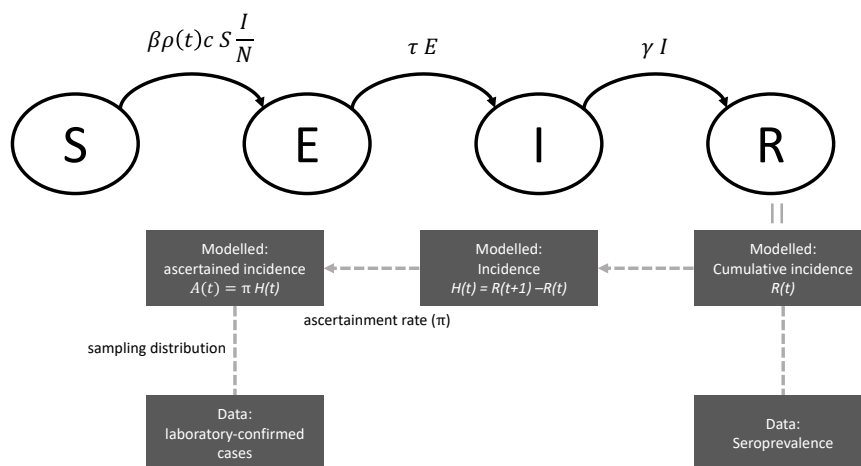 βρ(t)c S I/N
τ E
γ I
S
E
I
R
Modelled:
ascertained incidence
A(t) = π H(t)
Modelled:
Incidence
H(t) = R(t+1) –R(t)
Modelled:
Cumulative incidence
R(t)
ascertainment rate (π)
sampling distribution
Data:
laboratory-confirmed
cases
Data:
Seroprevalence